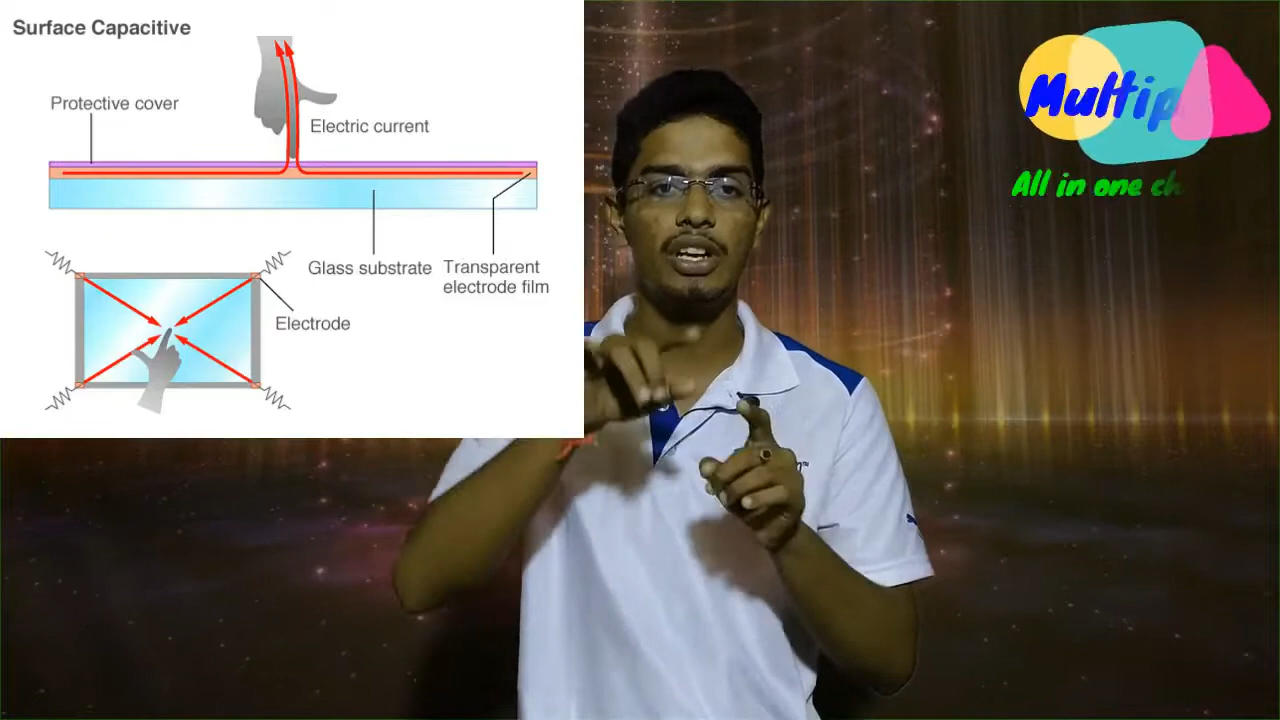 Surface Capacitive
Protective cover
Electric current
Glass substrate
Transparent
electrode film
Electrode
Multip
All in one ch